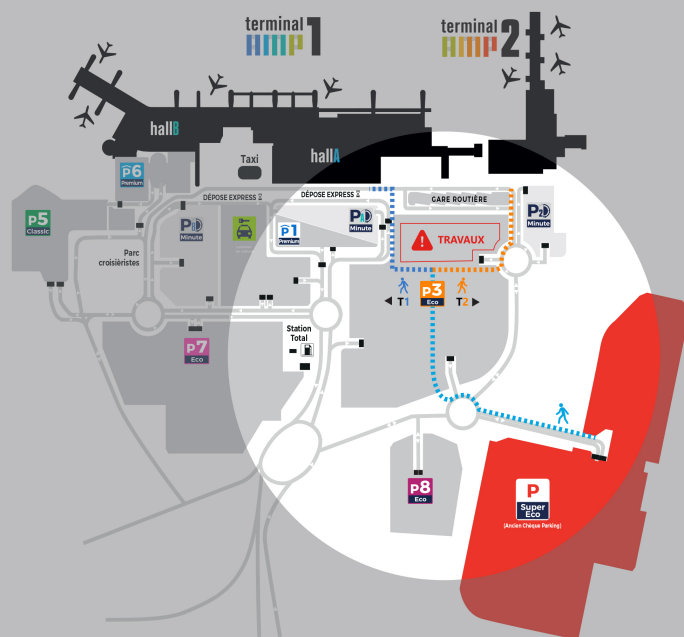 terminal 1
terminal 2
hallB
hallA
Taxi
P6
Premium
DÉPOSE EXPRESS
DÉPOSE EXPRESS
GARE ROUTIÈRE
P5
Classic
Minute
P1
Premium
Minute
TRAVAUX
Minute
Parc
croisiéristes
P3
Eco
T1
T2
Station
Total
P7
Eco
P8
Eco
P
Super
Eco
(Ancien Chèque Parking)